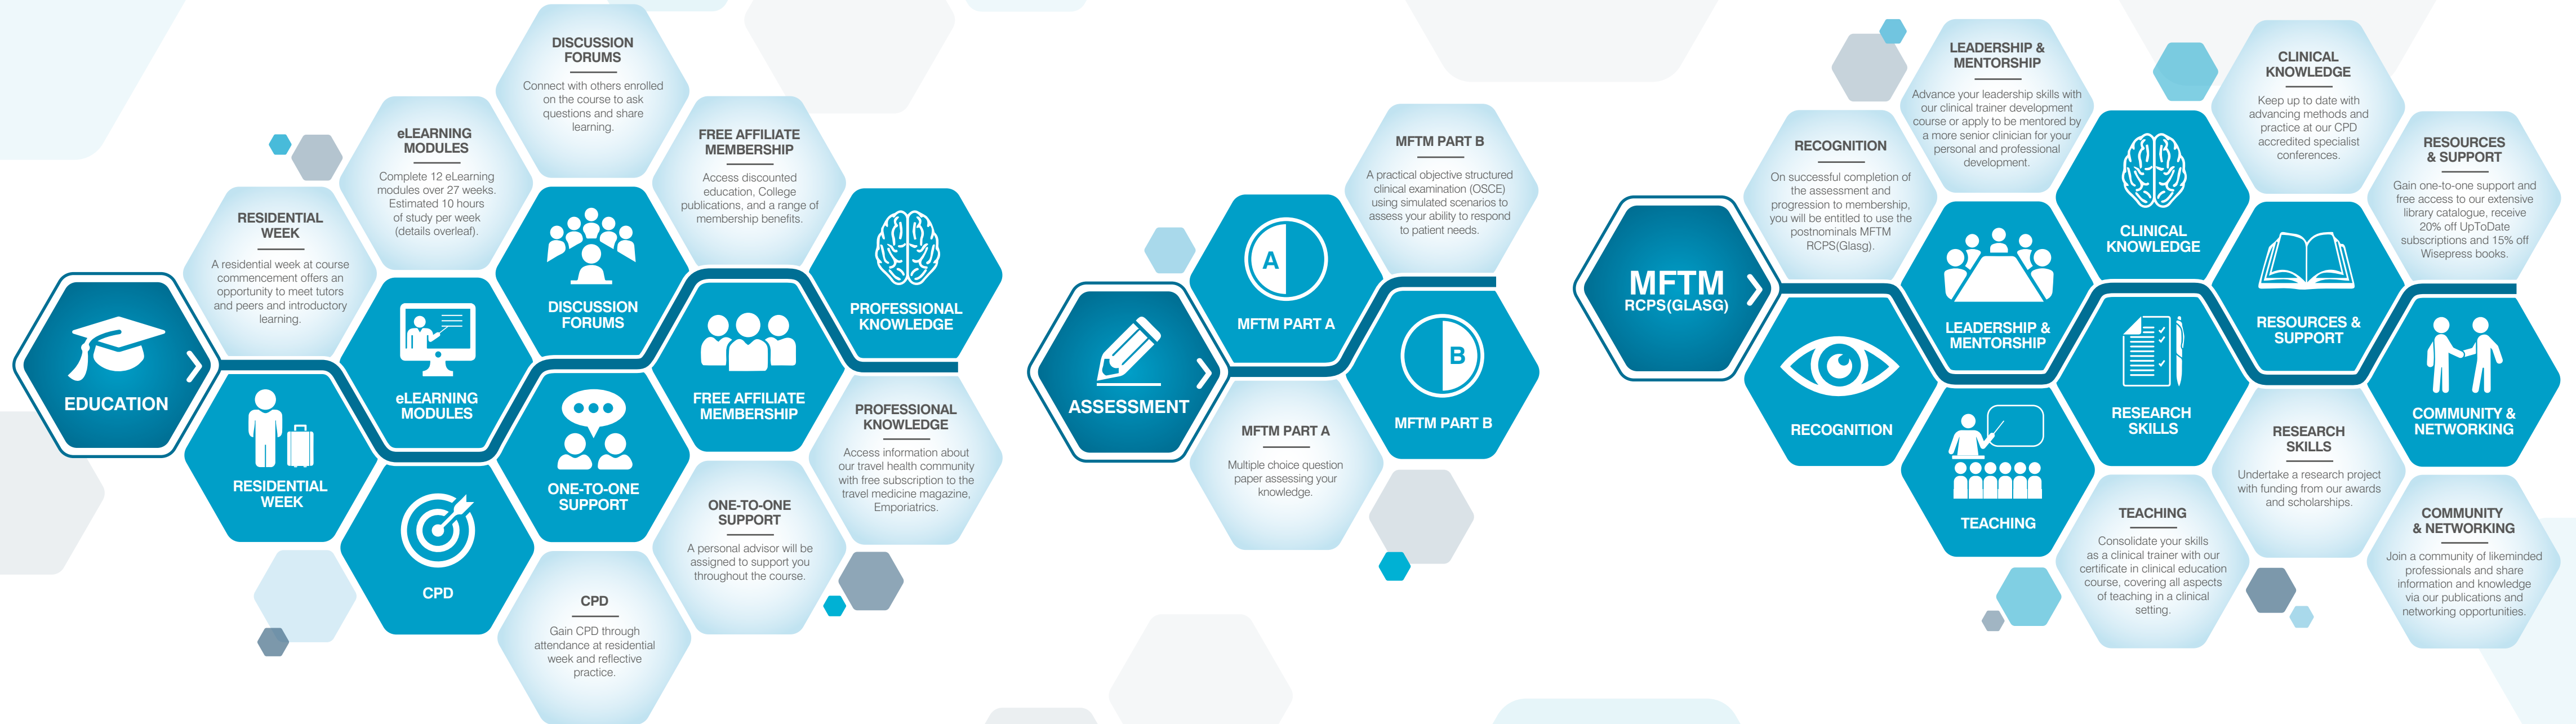 EDUCATION
RESIDENTIAL
WEEK
A residential week at course
commencement offers an
opportunity to meet tutors
and peers and introductory
learning.
RESIDENTIAL
WEEK
eLEARNING
MODULES
Complete 12 eLearning
modules over 27 weeks.
Estimated 10 hours
of study per week
(details overleaf).
eLEARNING
MODULES
CPD
DISCUSSION
FORUMS
Connect with others enrolled
on the course to ask
questions and share
learning.
DISCUSSION
FORUMS
ONE-TO-ONE
SUPPORT
CPD
Gain CPD through
attendance at residential
week and reflective
practice.
FREE AFFILIATE
MEMBERSHIP
Access discounted
education, College
publications, and a range of
membership benefits.
FREE AFFILIATE
MEMBERSHIP
ONE-TO-ONE
SUPPORT
A personal advisor will be
assigned to support you
throughout the course.
PROFESSIONAL
KNOWLEDGE
PROFESSIONAL
KNOWLEDGE
Access information about
our travel health community
with free subscription to the
travel medicine magazine,
Emporiatrics.
ASSESSMENT
A
MFTM PART A
MFTM PART A
Multiple choice question
paper assessing your
knowledge.
MFTM PART B
A practical objective structured
clinical examination (OSCE)
using simulated scenarios to
assess your ability to respond
to patient needs.
B
MFTM PART B
MFTM
RCPS(GLASG)
RECOGNITION
On successful completion of
the assessment and
progression to membership,
you will be entitled to use the
postnominals MFTM
RCPS(Glasg).
RECOGNITION
LEADERSHIP &
MENTORSHIP
Advance your leadership skills with
our clinical trainer development
course or apply to be mentored by
a more senior clinician for your
personal and professional
development.
LEADERSHIP &
MENTORSHIP
TEACHING
CLINICAL
KNOWLEDGE
RESEARCH
SKILLS
TEACHING
Consolidate your skills
as a clinical trainer with our
certificate in clinical education
course, covering all aspects
of teaching in a clinical
setting.
CLINICAL
KNOWLEDGE
Keep up to date with
advancing methods and
practice at our CPD
accredited specialist
conferences.
RESOURCES &
SUPPORT
RESEARCH
SKILLS
Undertake a research project
with funding from our awards
and scholarships.
RESOURCES
& SUPPORT
Gain one-to-one support and
free access to our extensive
library catalogue, receive
20% off UpToDate
subscriptions and 15% off
Wisepress books.
COMMUNITY &
NETWORKING
COMMUNITY
& NETWORKING
Join a community of likeminded
professionals and share
information and knowledge
via our publications and
networking opportunities.